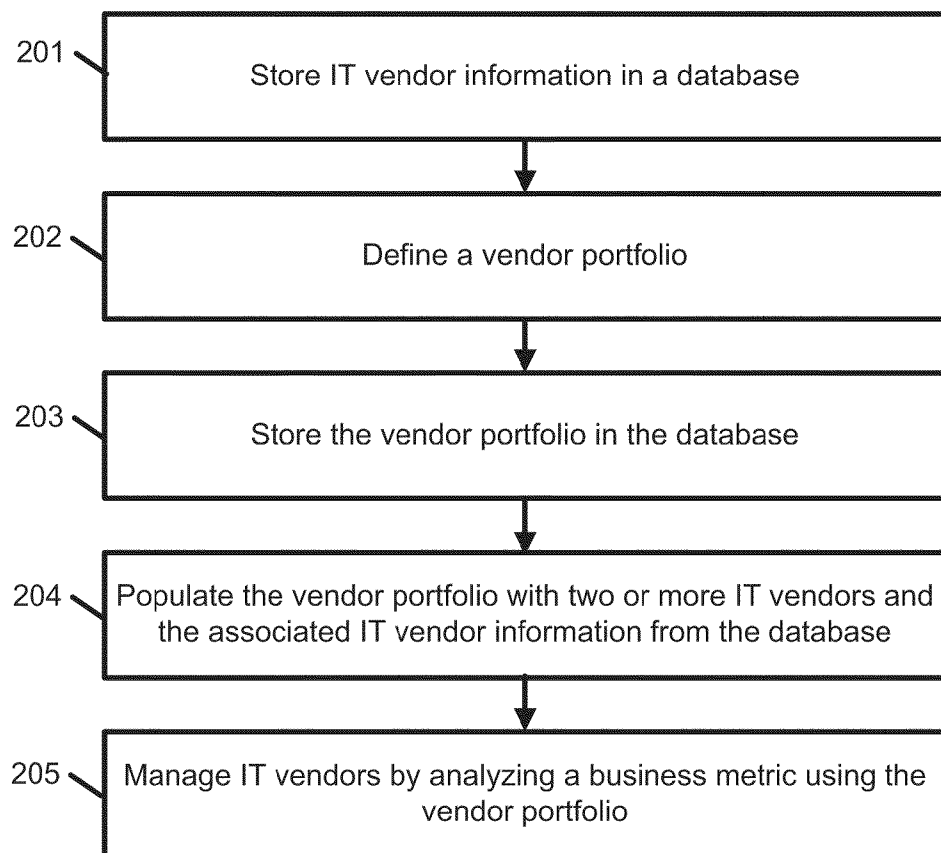 201
Store IT vendor information in a database
202
Define a vendor portfolio
203
Store the vendor portfolio in the database
204
Populate the vendor portfolio with two or more IT vendors and
the associated IT vendor information from the database
205
Manage IT vendors by analyzing a business metric using the
vendor portfolio